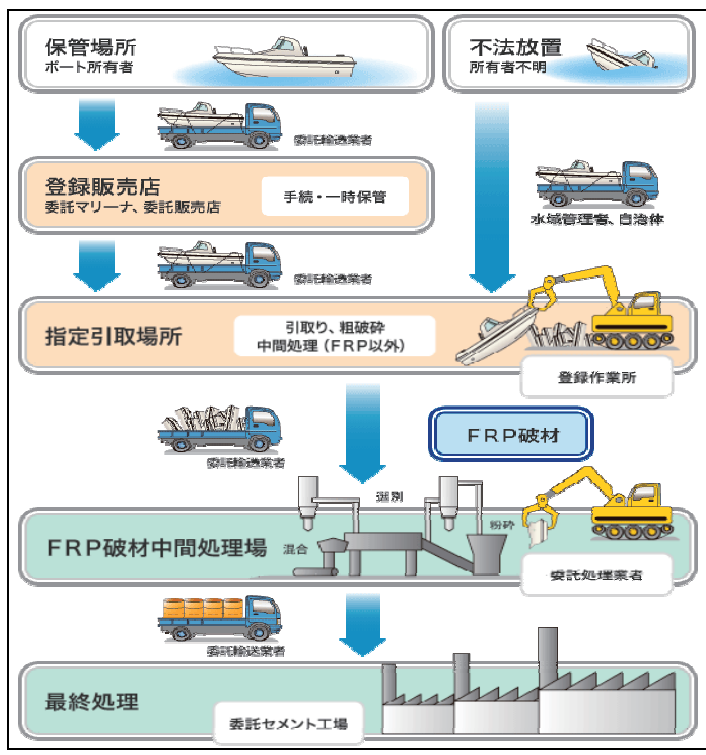 保管場所
ボート所有者
不法放置
所有者不明
委託輸送業者
登録販売店
委託マリーナ、委託販売店
手続・一時保管
水域管理者、自治体
委託輸送業者
指定引取場所
引取り、粗破砕
中間処理（FRP以外）
登録作業所
FRP破材
委託輸送業者
選別
粉砕
混合
FRP破材中間処理場
委託処理業者
委託輸送業者
最終処理
委託セメント工場